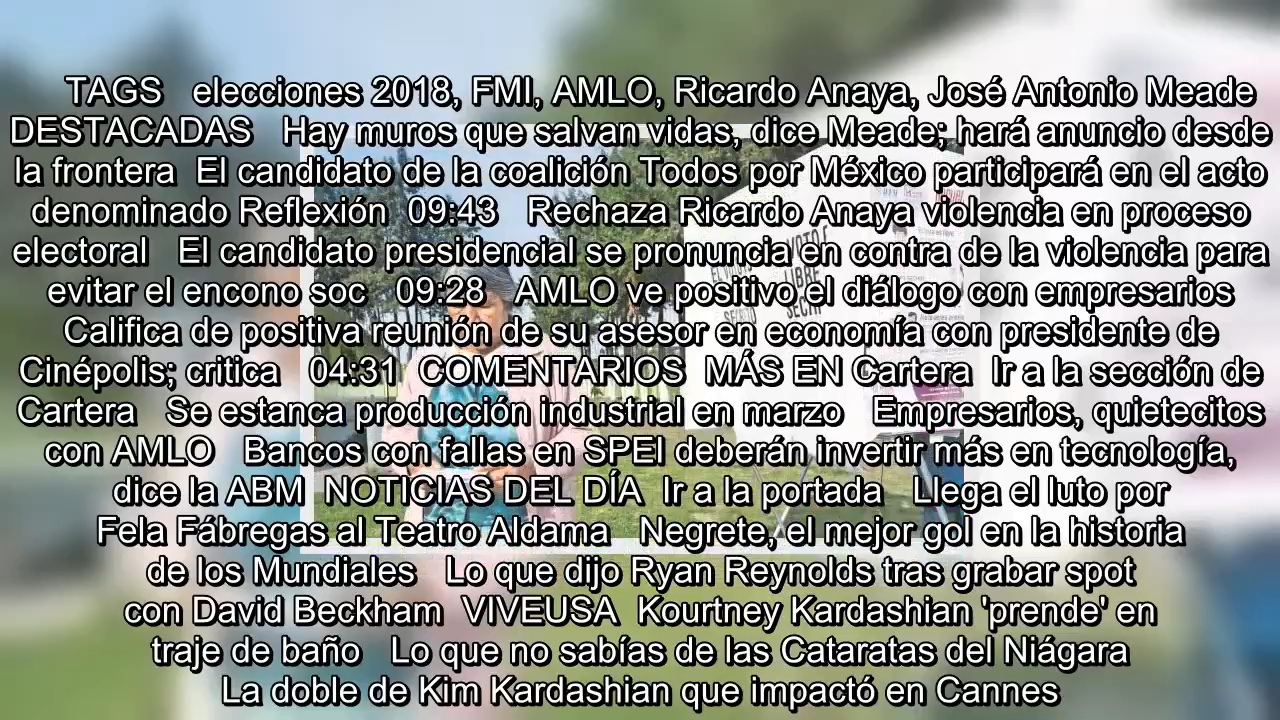 TAGS elecciones 2018, FMI, AMLO, Ricardo Anaya, José Antonio Meade
DESTACADAS Hay muros que salvan vidas, dice Meade; hará anuncio desde
la frontera El candidato de la coalición Todos por México participará en el acto
denominado Reflexión 09:43 Rechaza Ricardo Anaya violencia en proceso
electoral El candidato presidencial se pronuncia en contra de la violencia para
evitar el encono soc 09:28 AMLO ve positivo el diálogo con empresarios
Califica de positiva reunión de su asesor en economía con presidente de
Cinépolis; critica 04:31 COMENTARIOS MÁS EN Cartera Ir a la sección de
Cartera Se estanca producción industrial en marzo Empresarios, quietecitos
con AMLO Bancos con fallas en SPEI deberán invertir más en tecnología,
dice la ABM NOTICIAS DEL DÍA Ir a la portada Llega el luto por
Fela Fábregas al Teatro Aldama Negrete, el mejor gol en la historia
de los Mundiales Lo que dijo Ryan Reynolds tras grabar spot
con David Beckham VIVEUSA Kourtney Kardashian 'prende' en
traje de baño Lo que no sabías de las Cataratas del Niágara
La doble de Kim Kardashian que impactó en Cannes
LIBRE